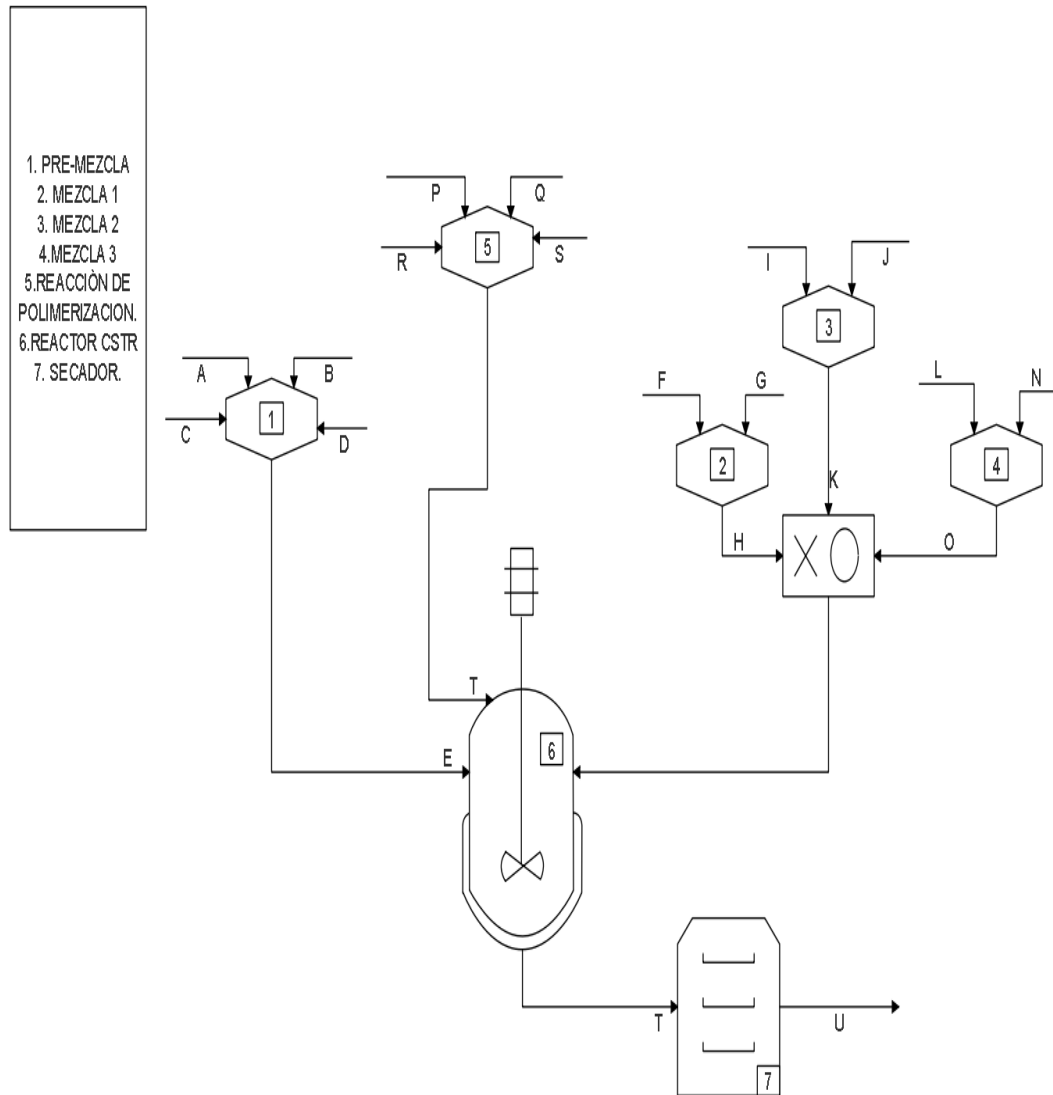 1. PRE-MEZCLA
2. MEZCLA 1
3. MEZCLA 2
4.MEZCLA 3
5.REACCIÒN DE
POLIMERIZACION.
6.REACTOR CSTR
7. SECADOR.
P
Q
R
5
S
I
J
3
A
B
C
1
D
F
G
2
L
N
4
K
H
O
T
E
6
T
U
7